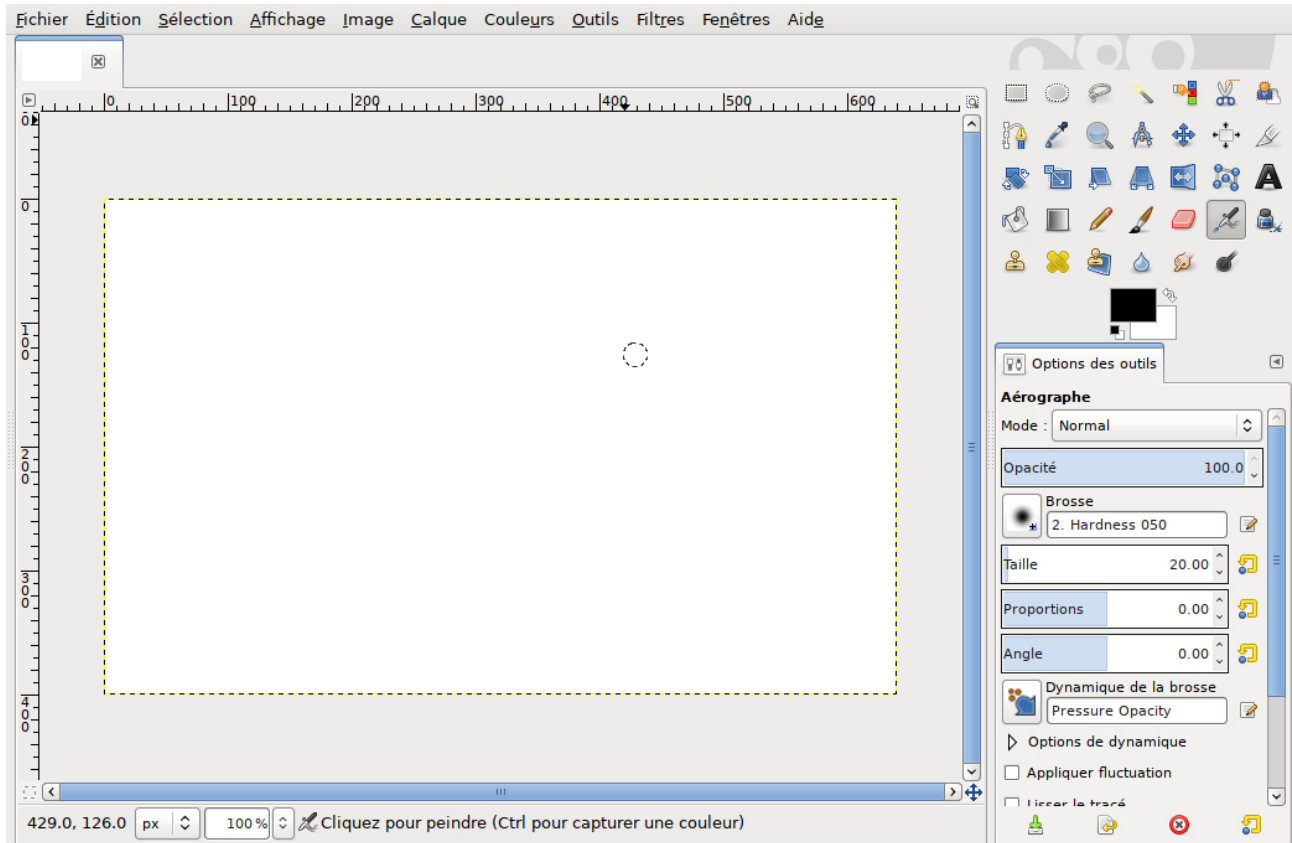 Fichier Édition Sélection Affichage Image Calque Couleurs Outils Filtres Fenêtres Aide
0 100 200 300 400 500 600
0
0
100
200
300
400
Options des outils
Aérographe
Mode : Normal
Opacité 100.0
Brosse
2. Hardness 050
Taille 20.00
Proportions 0.00
Angle 0.00
Dynamique de la brosse
Pressure Opacity
Options de dynamique
Appliquer fluctuation
Lisser le tracé
429.0, 126.0 px 100 % Cliquez pour peindre (Ctrl pour capturer une couleur)